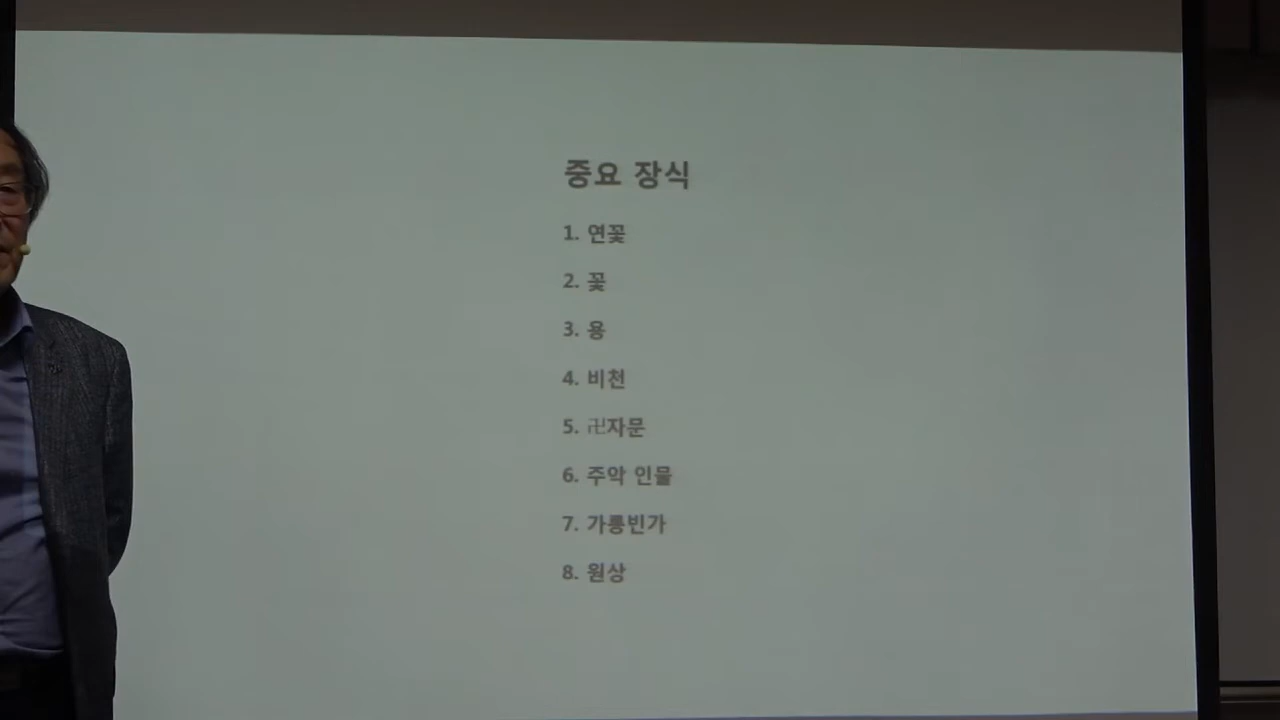 중요 장식
1. 연꽃
2. 꽃
3. 용
4. 비천
5. 卍자문
6. 주악 인물
7. 가릉빈가
8. 원상